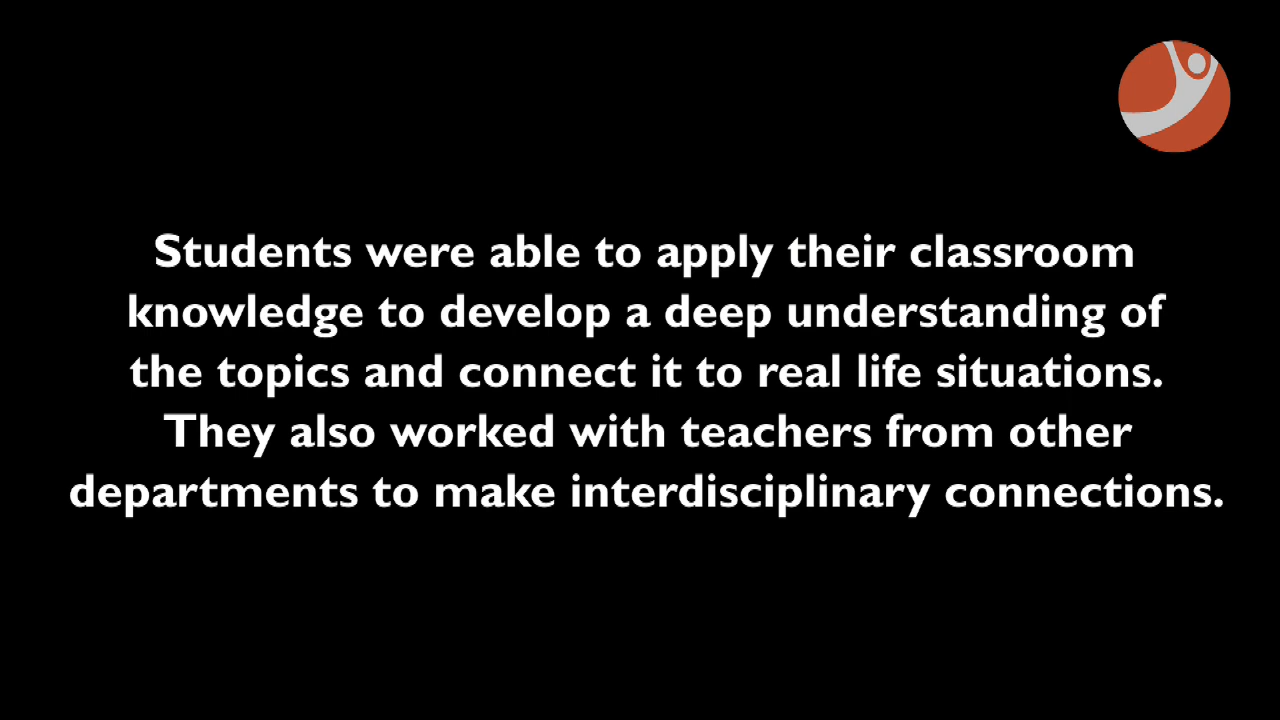 Students were able to apply their classroom
knowledge to develop a deep understanding of
the topics and connect it to real life situations.
They also worked with teachers from other
departments to make interdisciplinary connections.